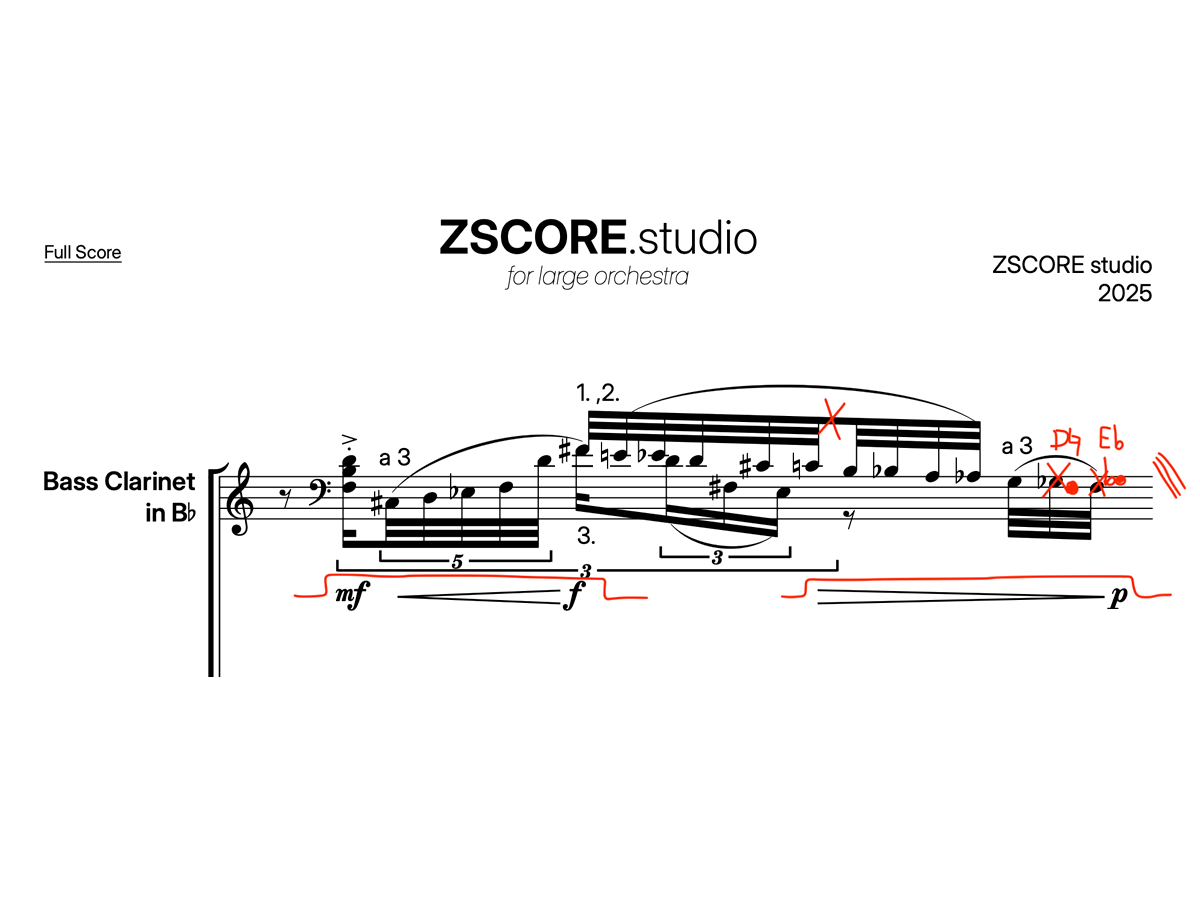 Full Score
ZSCORE.studio
for large orchestra
ZSCORE studio
2025
1. ,2.
a 3
a 3
D♮ E♭
Bass Clarinet
in B♭
3.
5
3
3
mf
f
p